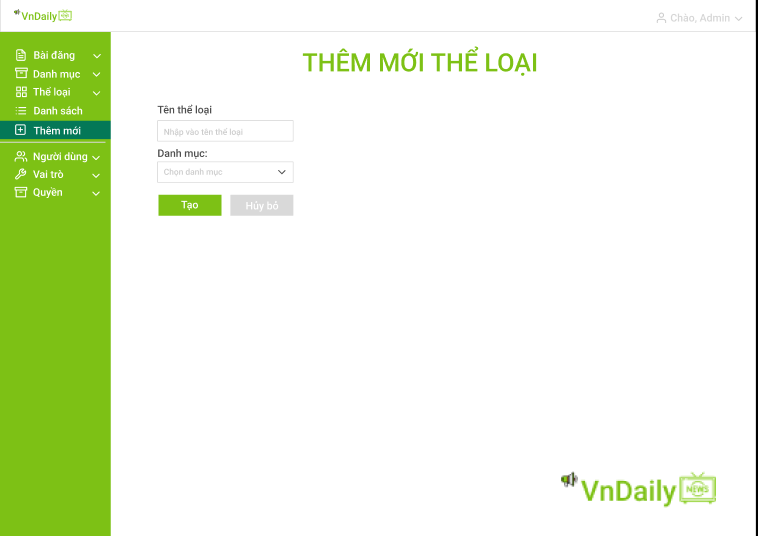 VnDaily NEWS
Chào, Admin
Bài đăng
Danh mục
Thể loại
Danh sách
Thêm mới
Người dùng
Vai trò
Quyền
THÊM MỚI THỂ LOẠI
Tên thể loại
Nhập vào tên thể loại
Danh mục:
Chọn danh mục
Tạo
Hủy bỏ
VnDaily NEWS